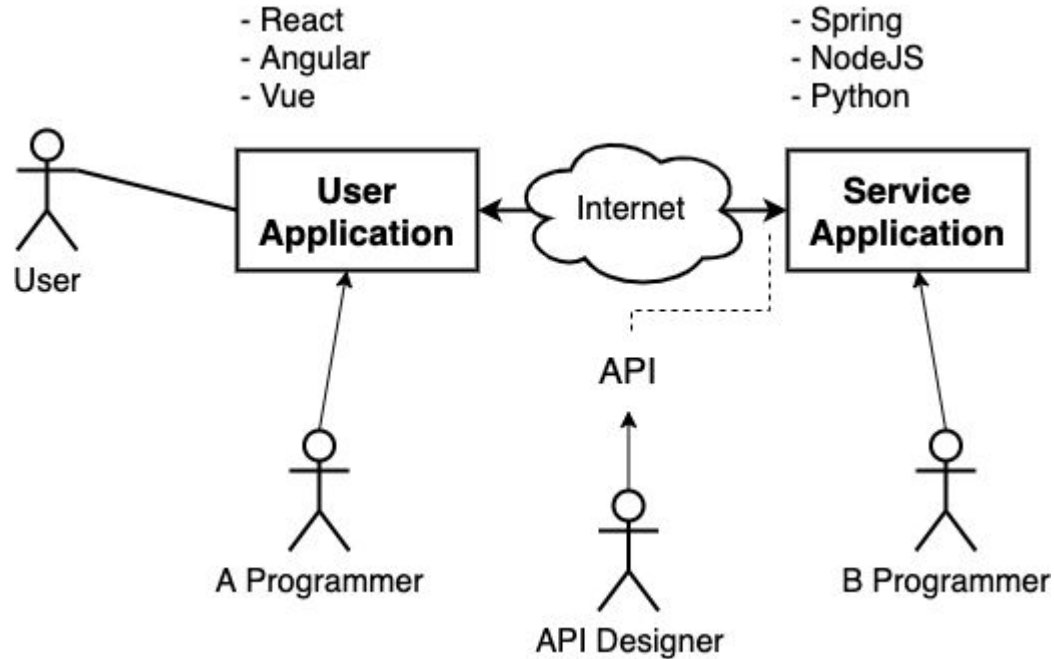 - React
- Angular
- Vue
- Spring
- NodeJS
- Python
User
Application
Internet
Service
Application
User
API
A Programmer
API Designer
B Programmer